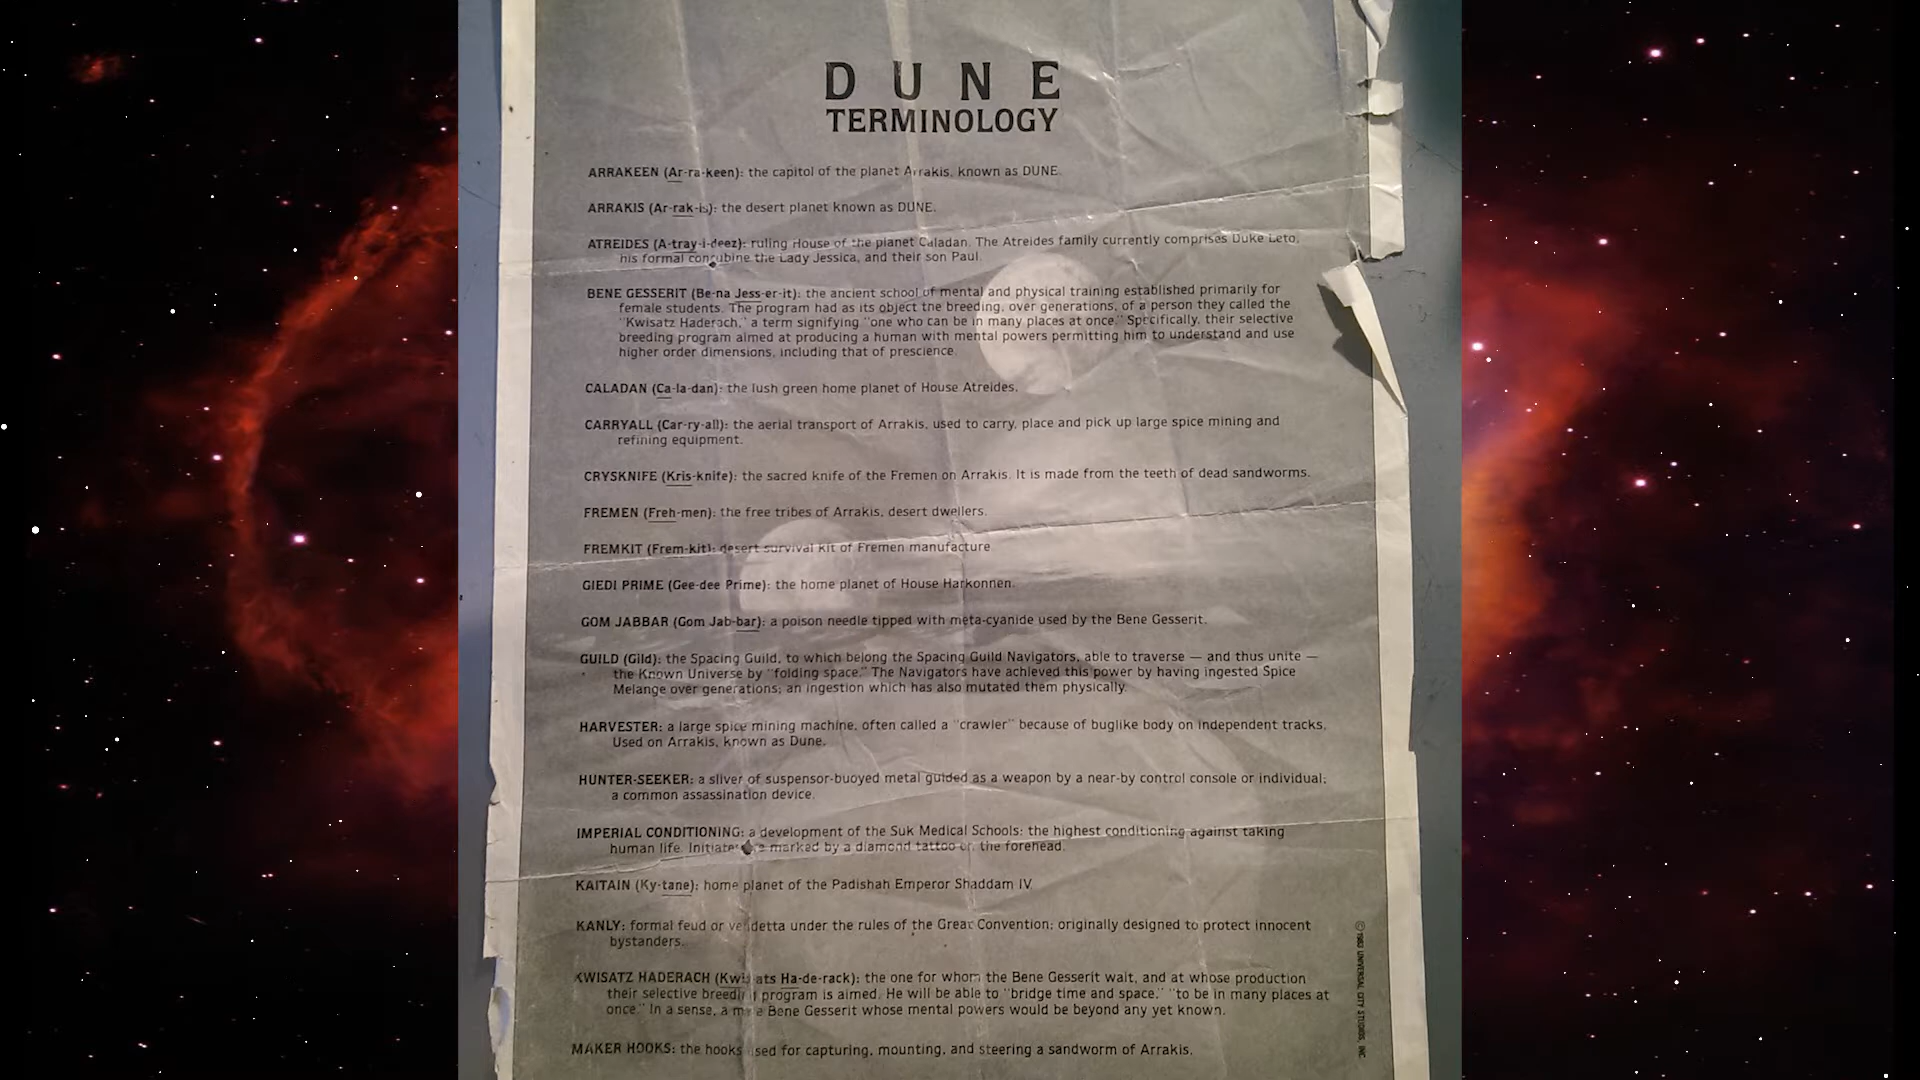 DUNE
TERMINOLOGY
ARRAKEEN (Ar-ra-keen): the capitol of the planet Arrakis, known as DUNE.
ARRAKIS (Ar-rak-is): the desert planet known as DUNE.
ATREIDES (A-tray-i-deez): ruling House of the planet Caladan. The Atreides family currently comprises Duke Leto,
his formal concubine the Lady Jessica, and their son Paul.
BENE GESSERIT (Be-na Jess-er-it): the ancient school of mental and physical training established primarily for
female students. The program had as its object the breeding, over generations, of a person they called the
"Kwisatz Haderach," a term signifying "one who can be in many places at once." Specifically, their selective
breeding program aimed at producing a human with mental powers permitting him to understand and use
higher order dimensions, including that of prescience.
CALADAN (Ca-la-dan): the lush green home planet of House Atreides.
CARRYALL (Car-ry-all): the aerial transport of Arrakis, used to carry, place and pick up large spice mining and
refining equipment.
CRYSKNIFE (Kris-knife): the sacred knife of the Fremen on Arrakis. It is made from the teeth of dead sandworms.
FREMEN (Freh-men): the free tribes of Arrakis, desert dwellers.
FREMKIT (Frem-kit): desert survival kit of Fremen manufacture.
GIEDI PRIME (Gee-dee Prime): the home planet of House Harkonnen.
GOM JABBAR (Gom Jab-bar): a poison needle tipped with meta-cyanide used by the Bene Gesserit.
GUILD (Gild): the Spacing Guild, to which belong the Spacing Guild Navigators, able to traverse — and thus unite —
the Known Universe by "folding space." The Navigators have achieved this power by having ingested Spice
Melange over generations; an ingestion which has also mutated them physically.
HARVESTER: a large spice mining machine, often called a "crawler" because of buglike body on independent tracks.
Used on Arrakis, known as Dune.
HUNTER-SEEKER: a sliver of suspensor-buoyed metal guided as a weapon by a near-by control console or individual;
a common assassination device.
IMPERIAL CONDITIONING: a development of the Suk Medical Schools: the highest conditioning against taking
human life. Initiates are marked by a diamond tattoo on the forehead.
KAITAIN (Ky-tane): home planet of the Padishah Emperor Shaddam IV.
KANLY: formal feud or vendetta under the rules of the Great Convention; originally designed to protect innocent
bystanders.
KWISATZ HADERACH (Kwis-ats Ha-de-rack): the one for whom the Bene Gesserit wait, and at whose production
their selective breeding program is aimed. He will be able to "bridge time and space," "to be in many places at
once." In a sense, a male Bene Gesserit whose mental powers would be beyond any yet known.
MAKER HOOKS: the hooks used for capturing, mounting, and steering a sandworm of Arrakis.
© 1983 UNIVERSAL CITY STUDIOS, INC.